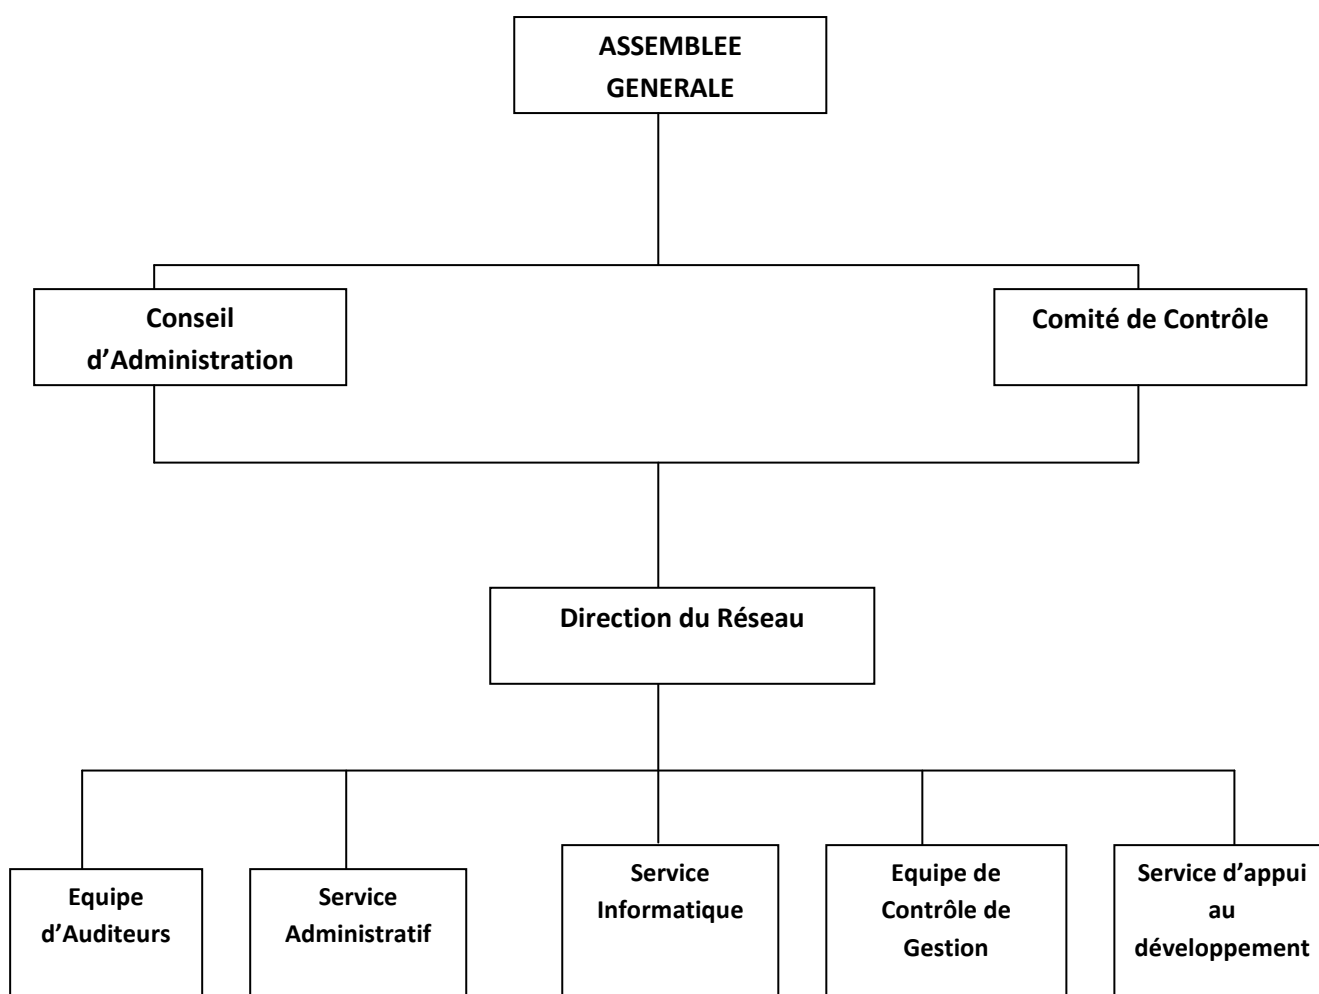 ASSEMBLEE
GENERALE
Conseil
d’Administration
Comité de Contrôle
Direction du Réseau
Equipe
d’Auditeurs
Service
Administratif
Service
Informatique
Equipe de
Contrôle de
Gestion
Service d’appui
au
développement